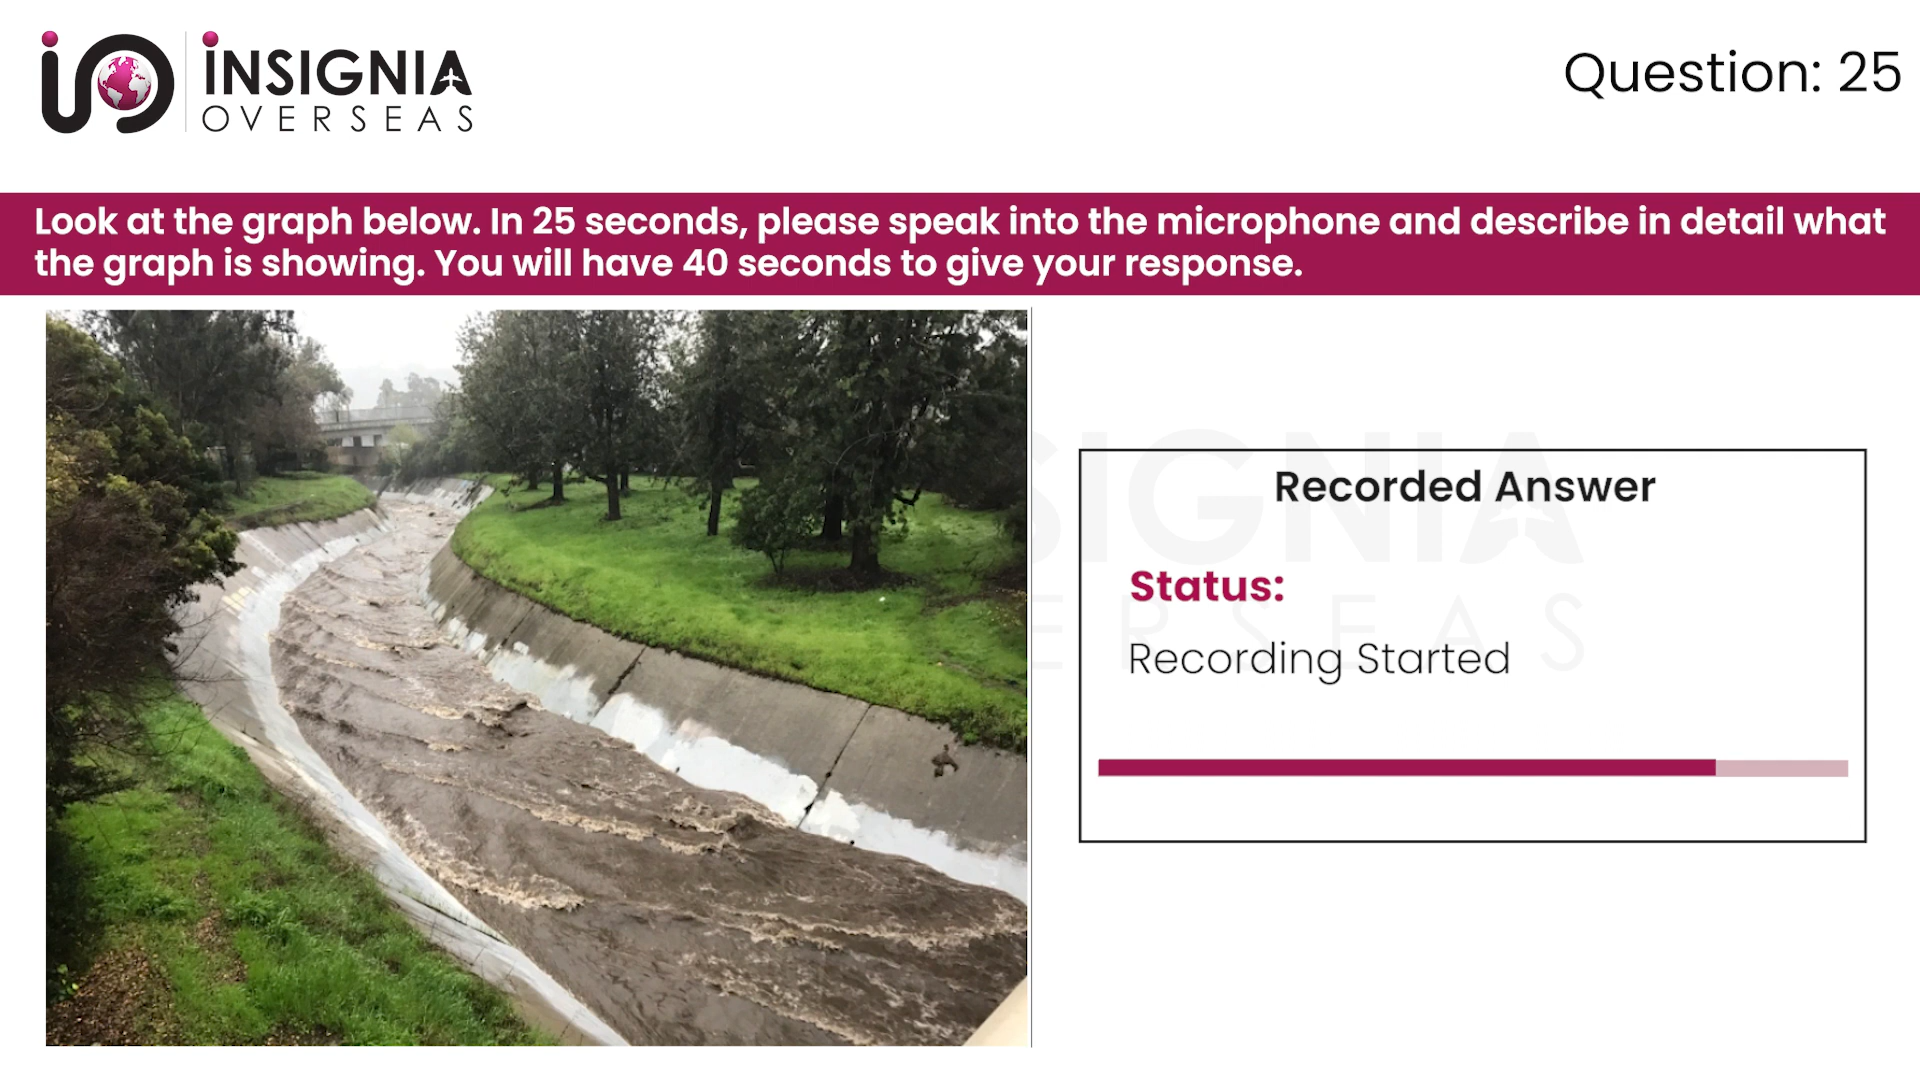 iNSIGNIA
OVERSEAS
Question: 25
Look at the graph below. In 25 seconds, please speak into the microphone and describe in detail what
the graph is showing. You will have 40 seconds to give your response.
Recorded Answer
Status:
Recording Started